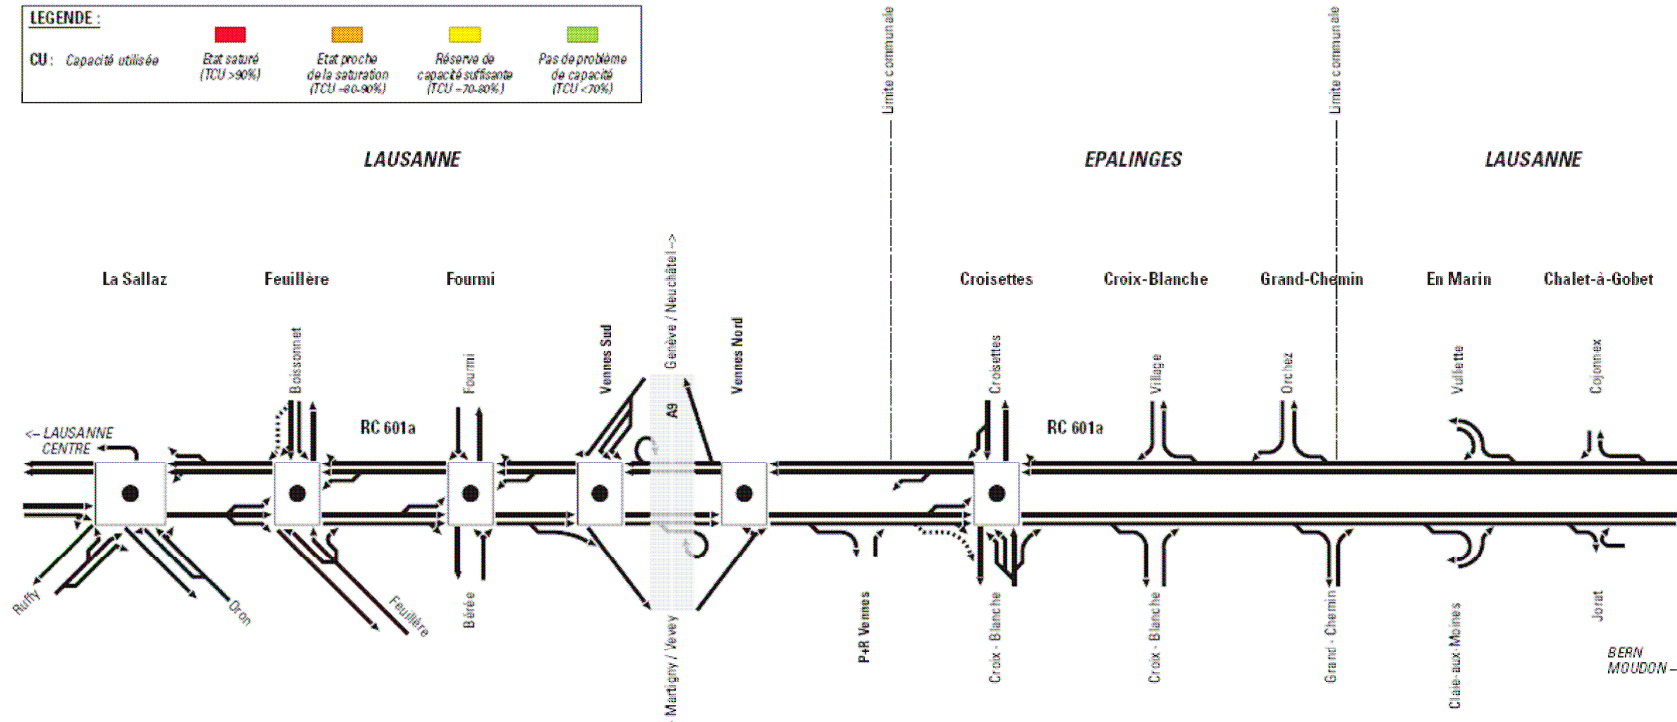 LEGENDE :
CU : Capacité utilisée
Etat saturé
(TCU >90%)
Etat proche
de la saturation
(TCU ~80-90%)
Réserve de
capacité suffisante
(TCU ~70-80%)
Pas de problème
de capacité
(TCU <70%)
Limite communale
Limite communale
LAUSANNE
EPALINGES
LAUSANNE
La Sallaz
Feuillère
Fourmi
Croisettes
Croix-Blanche
Grand-Chemin
En Marin
Chalet-à-Gobet
Boissonnet
Fourmi
Vennes Sud
Genève / Neuchâtel -->
Vennes Nord
Croisettes
Village
Orchez
Vulliette
Cojonnex
<-- LAUSANNE
CENTRE
RC 601a
A9
RC 601a
Ruffy
Oron
Feuillère
Bérée
Martigny / Vevey
P+R Vennes
Croix - Blanche
Croix - Blanche
Grand - Chemin
Claie-aux-Moines
Jorat
BERN
MOUDON --